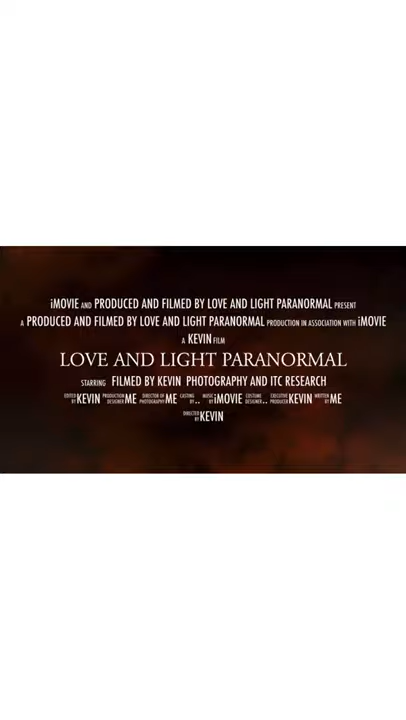 iMOVIE AND PRODUCED AND FILMED BY LOVE AND LIGHT PARANORMAL PRESENT
A PRODUCED AND FILMED BY LOVE AND LIGHT PARANORMAL PRODUCTION IN ASSOCIATION WITH iMOVIE
A KEVIN FILM
LOVE AND LIGHT PARANORMAL
STARRING FILMED BY KEVIN PHOTOGRAPHY AND ITC RESEARCH
EDITED BY KEVIN PRODUCTION DESIGNER ME DIRECTOR OF PHOTOGRAPHY ME CASTING BY . . MUSIC BY iMOVIE COSTUME DESIGNER . . EXECUTIVE PRODUCER KEVIN WRITTEN BY ME
DIRECTED BY KEVIN